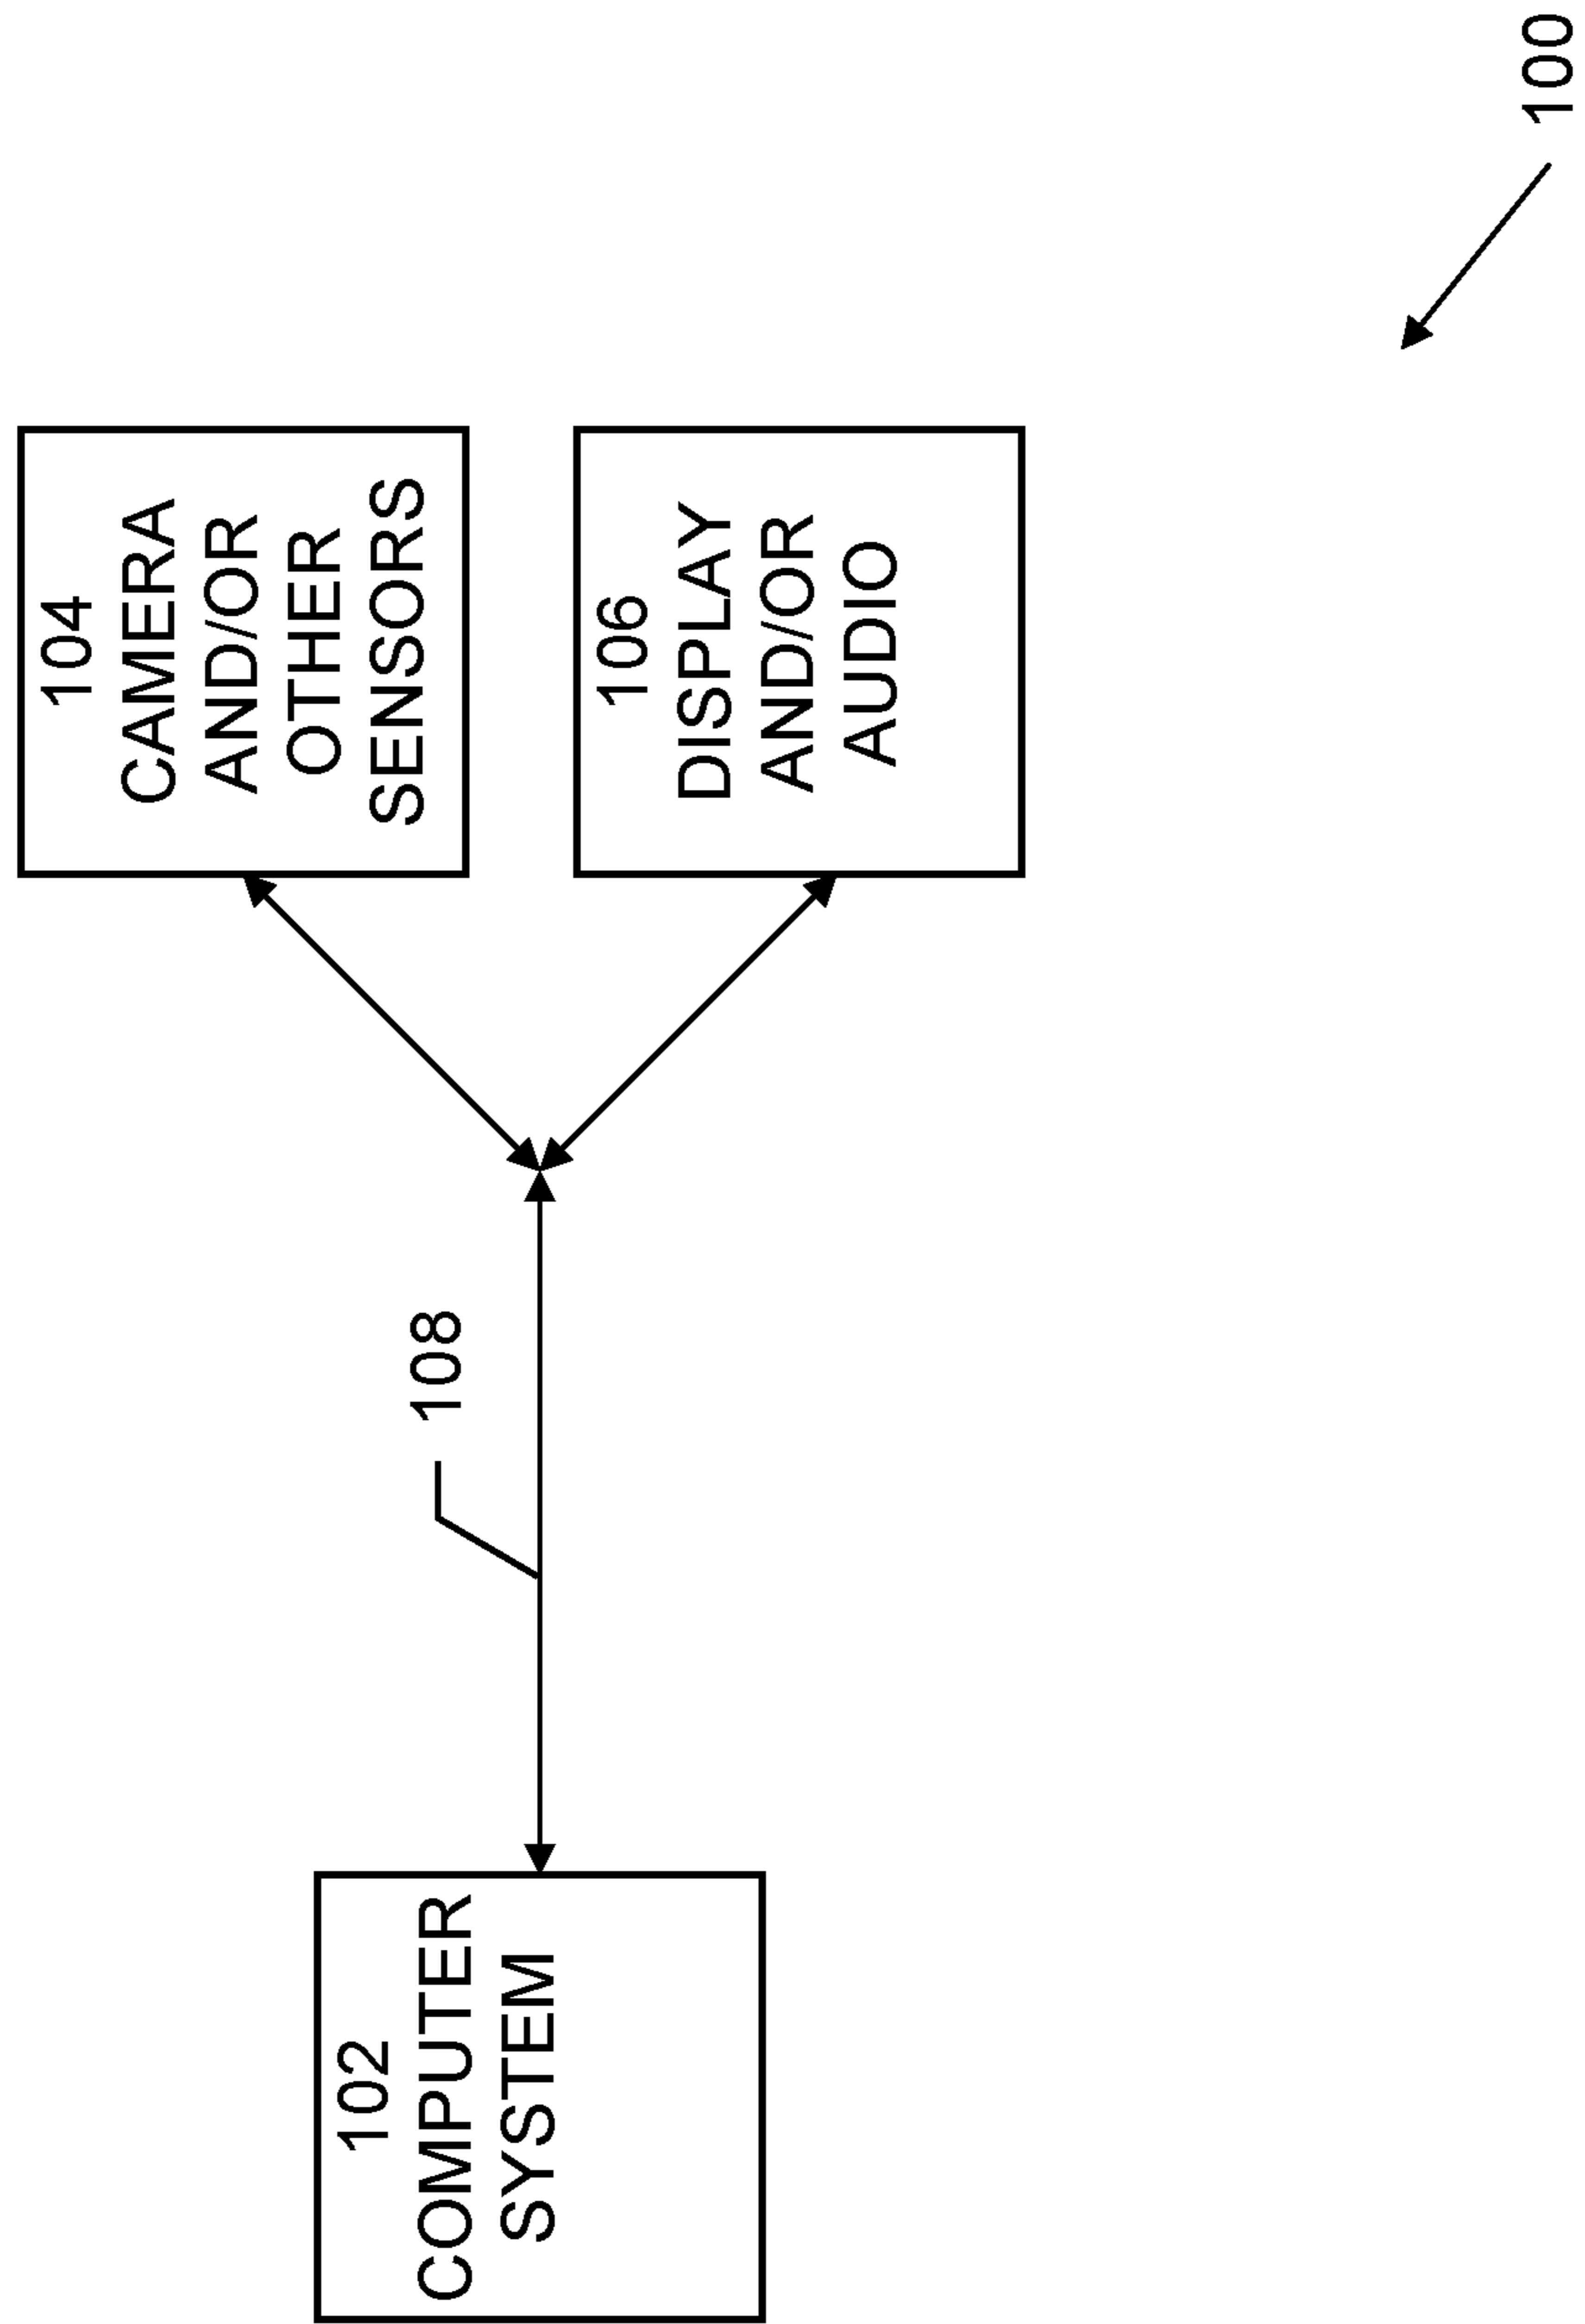 102
COMPUTER
SYSTEM
108
104
CAMERA
AND/OR
OTHER
SENSORS
106
DISPLAY
AND/OR
AUDIO
100